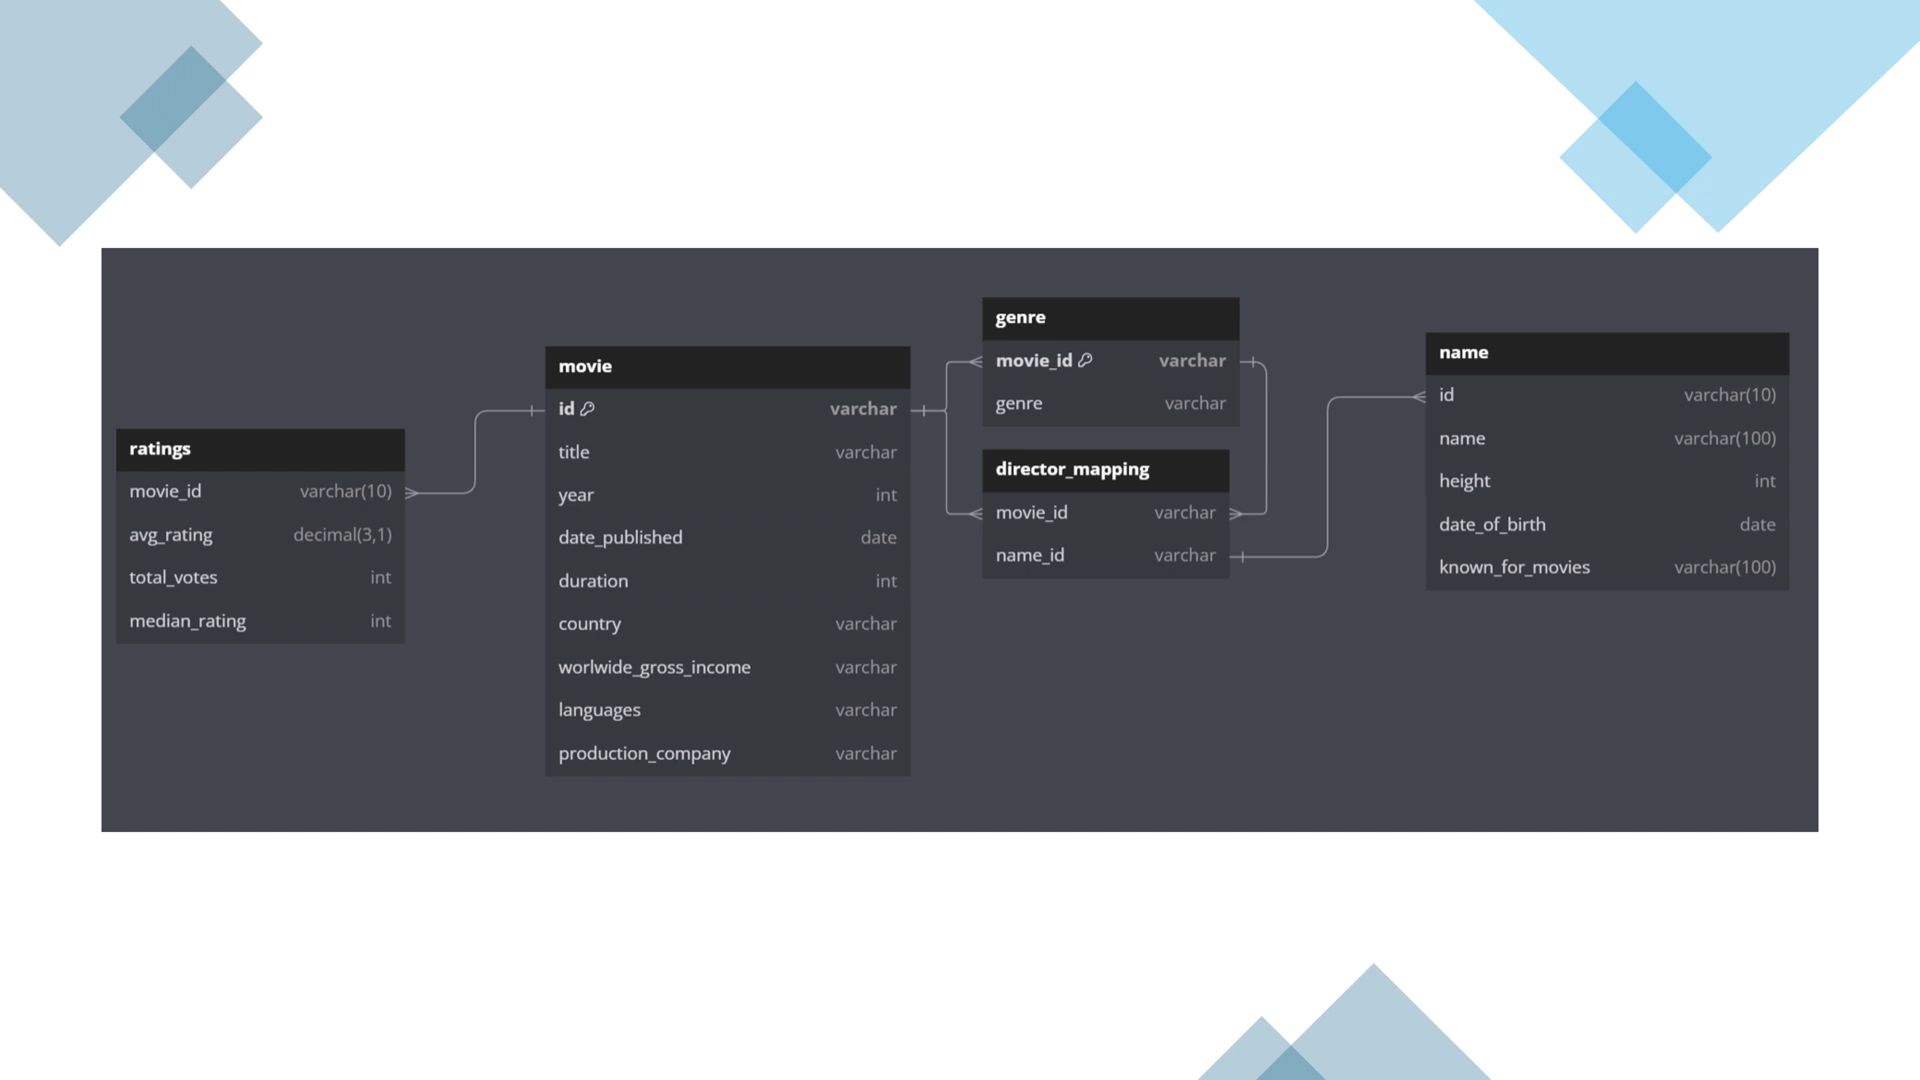 ratings
movie_id varchar(10)
avg_rating decimal(3,1)
total_votes int
median_rating int
movie
id varchar
title varchar
year int
date_published date
duration int
country varchar
worlwide_gross_income varchar
languages varchar
production_company varchar
genre
movie_id varchar
genre varchar
director_mapping
movie_id varchar
name_id varchar
name
id varchar(10)
name varchar(100)
height int
date_of_birth date
known_for_movies varchar(100)